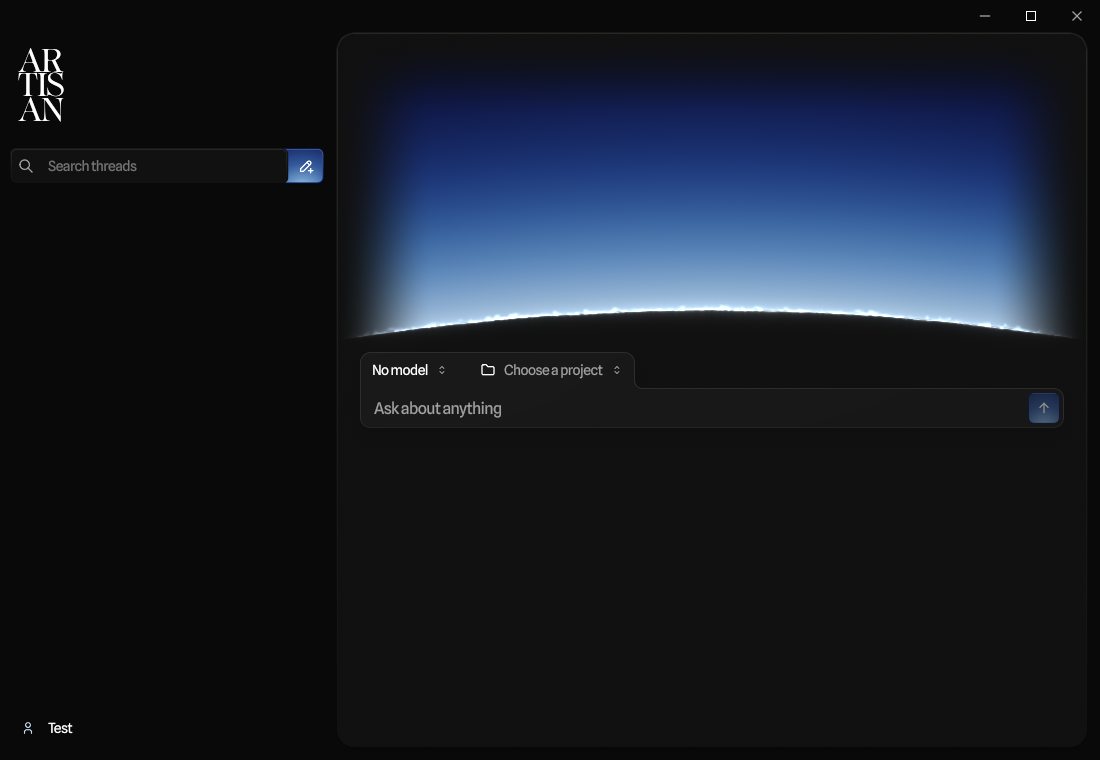 AR
TIS
AN
Search threads
No model
Choose a project
Ask about anything
Test